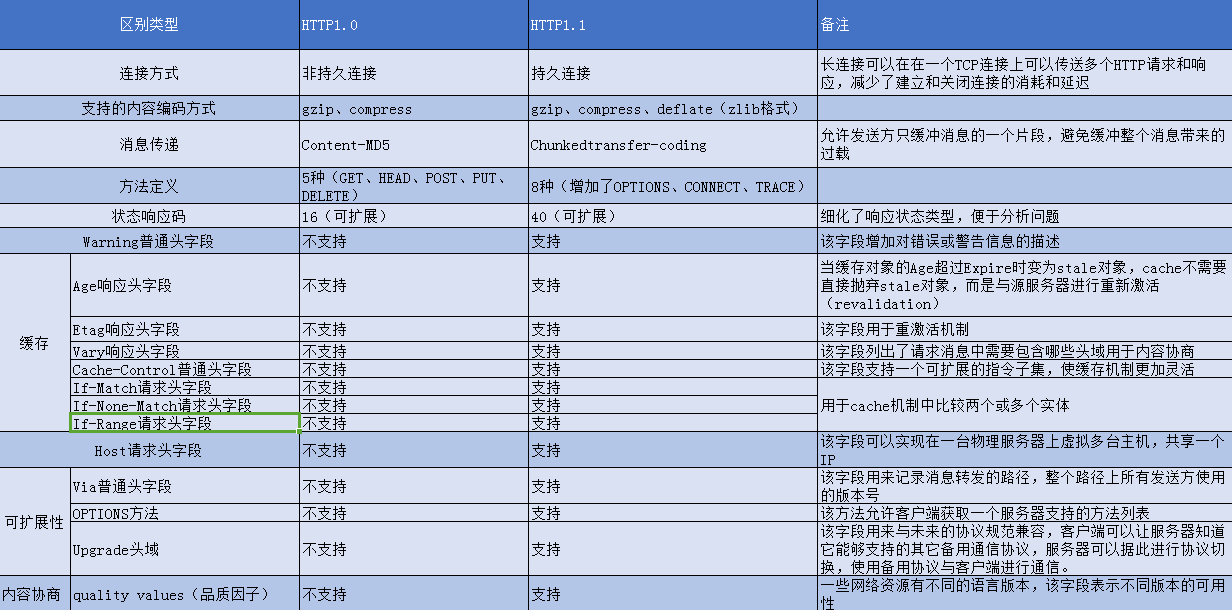 区别类型 HTTP1.0 HTTP1.1 备注
连接方式 非持久连接 持久连接 长连接可以在在一个TCP连接上可以传送多个HTTP请求和响
应，减少了建立和关闭连接的消耗和延迟
支持的内容编码方式 gzip、compress gzip、compress、deflate（zlib格式）
消息传递 Content-MD5 Chunkedtransfer-coding 允许发送方只缓冲消息的一个片段，避免缓冲整个消息带来的
过载
方法定义 5种（GET、HEAD、POST、PUT、
DELETE） 8种（增加了OPTIONS、CONNECT、TRACE）
状态响应码 16（可扩展） 40（可扩展） 细化了响应状态类型，便于分析问题
Warning普通头字段 不支持 支持 该字段增加对错误或警告信息的描述
缓存
Age响应头字段 不支持 支持 当缓存对象的Age超过Expire时变为stale对象，cache不需要
直接抛弃stale对象，而是与源服务器进行重新激活
（revalidation）
Etag响应头字段 不支持 支持 该字段用于重激活机制
Vary响应头字段 不支持 支持 该字段列出了请求消息中需要包含哪些头域用于内容协商
Cache-Control普通头字段 不支持 支持 该字段支持一个可扩展的指令子集，使缓存机制更加灵活
If-Match请求头字段 不支持 支持
If-None-Match请求头字段 不支持 支持 用于cache机制中比较两个或多个实体
If-Range请求头字段 不支持 支持
Host请求头字段 不支持 支持 该字段可以实现在一台物理服务器上虚拟多台主机，共享一个
IP
可扩展性
Via普通头字段 不支持 支持 该字段用来记录消息转发的路径，整个路径上所有发送方使用
的版本号
OPTIONS方法 不支持 支持 该方法允许客户端获取一个服务器支持的方法列表
Upgrade头域 不支持 支持 该字段用来与未来的协议规范兼容，客户端可以让服务器知道
它能够支持的其它备用通信协议，服务器可以据此进行协议切
换，使用备用协议与客户端进行通信。
内容协商 quality values（品质因子） 不支持 支持 一些网络资源有不同的语言版本，该字段表示不同版本的可用
性